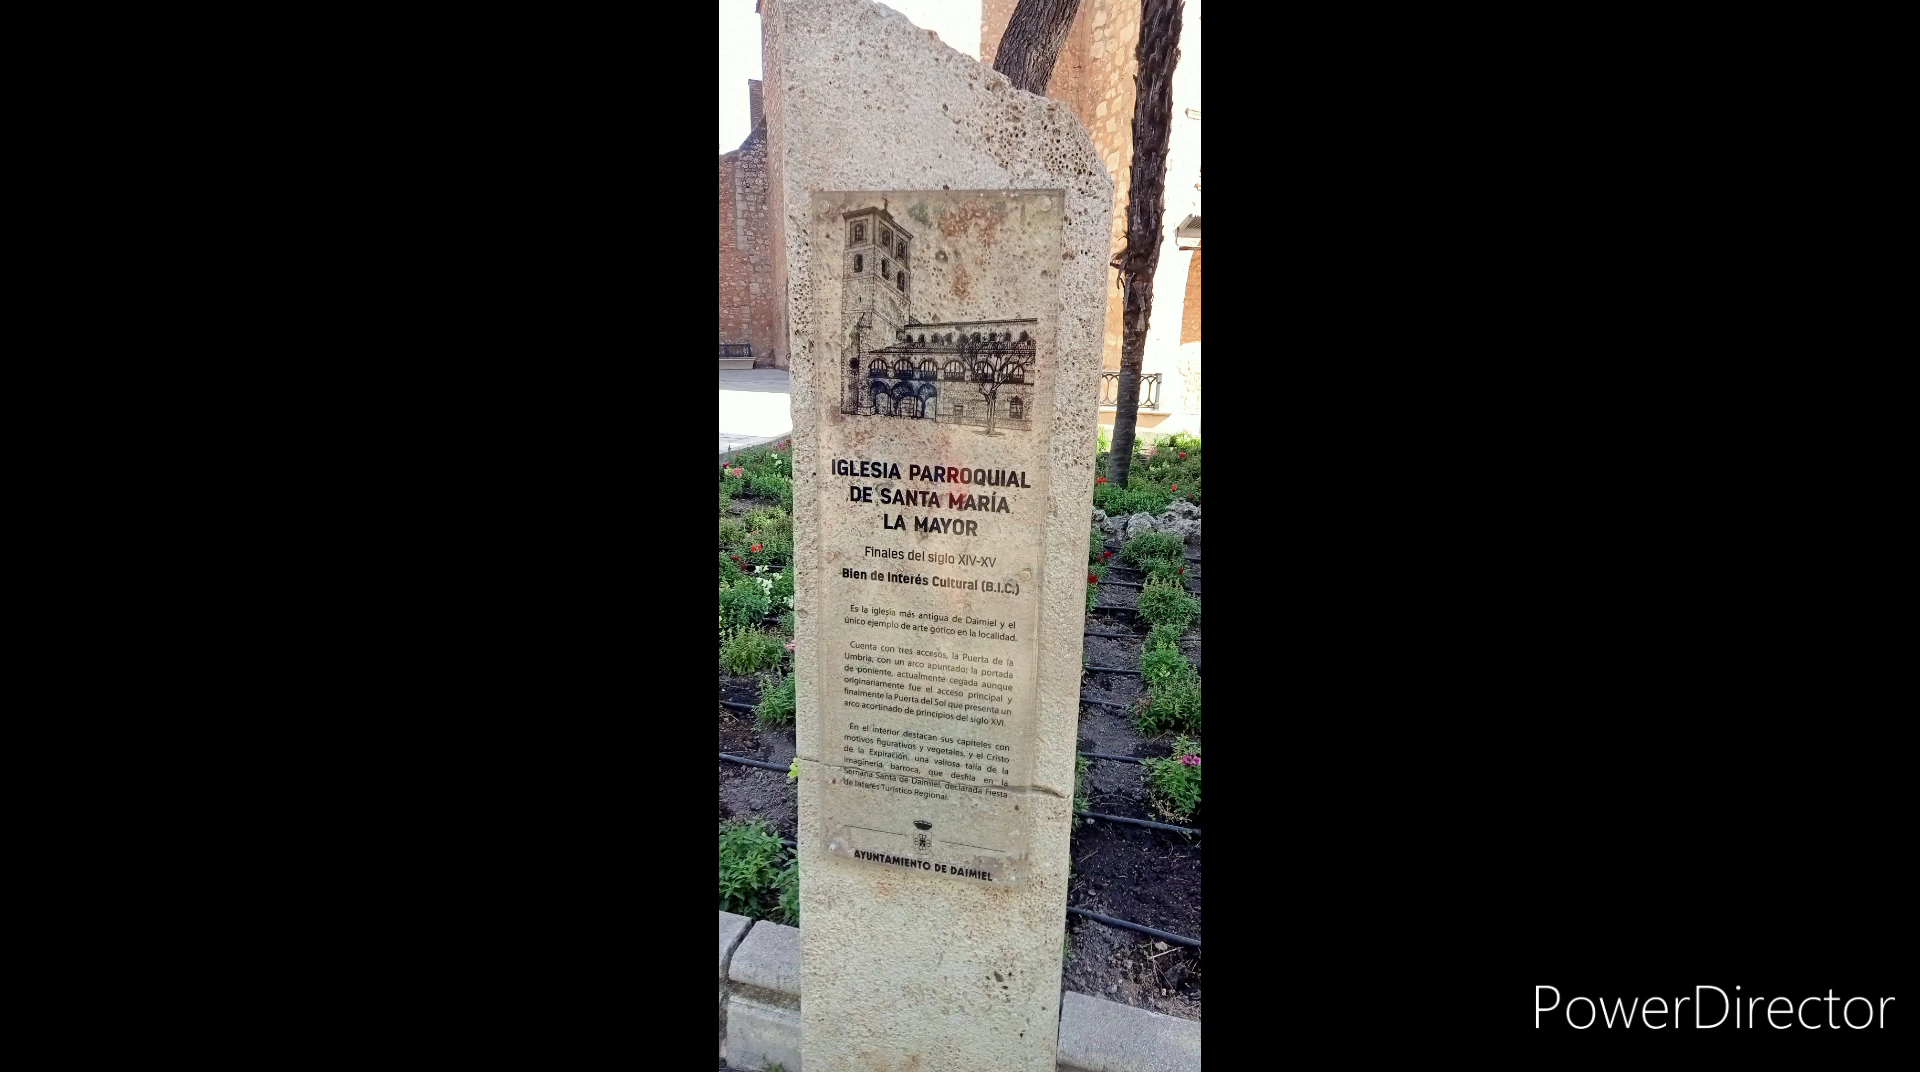 IGLESIA PARROQUIAL
DE SANTA MARÍA
LA MAYOR
Finales del siglo XIV-XV
Bien de Interés Cultural (B.I.C.)
Es la iglesia más antigua de Daimiel y el
único ejemplo de arte gótico en la localidad.
Cuenta con tres accesos, la Puerta de la
Umbría, con un arco apuntado; la portada
de poniente, actualmente cegada aunque
originariamente fue el acceso principal y
finalmente la Puerta del Sol que presenta un
arco acortinado de principios del siglo XVI.
En el interior destacan sus capiteles con
motivos figurativos y vegetales, y el Cristo
de la Expiración, una valiosa talla de la
imaginería barroca, que desfila en la
Semana Santa de Daimiel, declarada Fiesta
de Interés Turístico Regional.
AYUNTAMIENTO DE DAIMIEL
PowerDirector